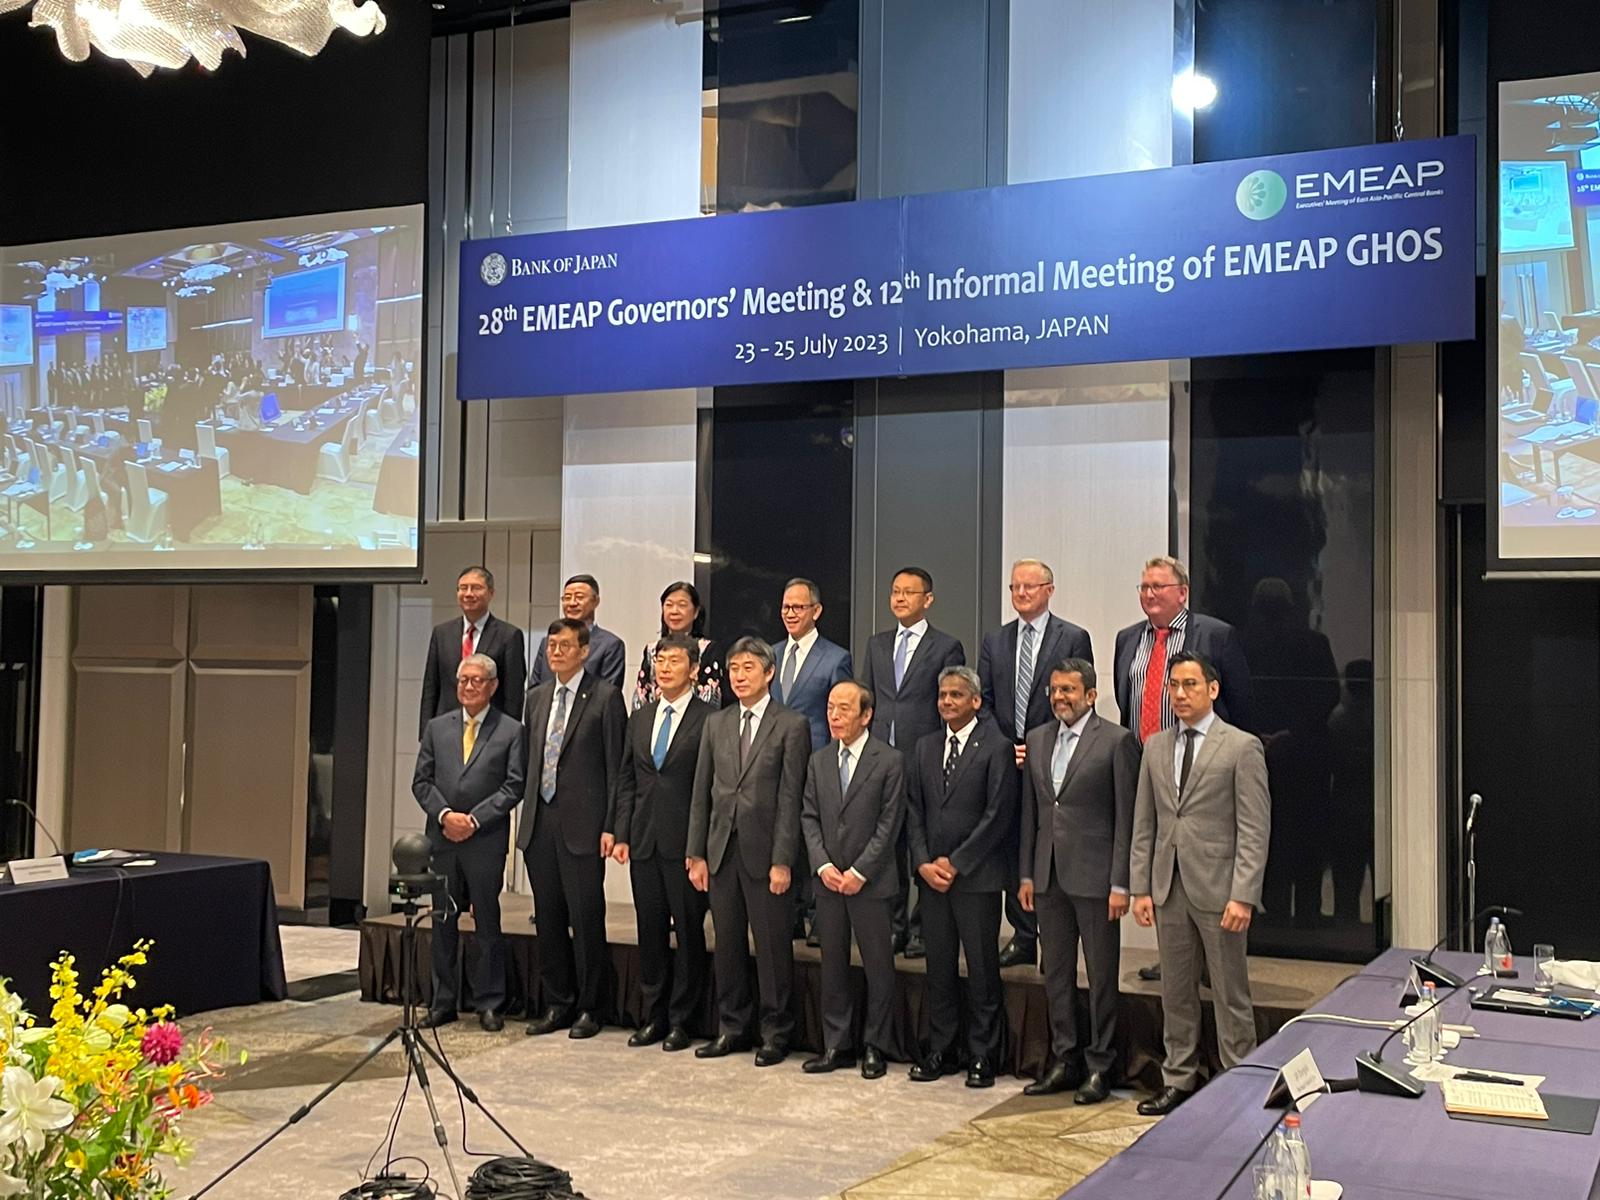 BANK OF JAPAN
EMEAP
Executives' Meeting of East Asia-Pacific Central Banks
28th EMEAP Governors' Meeting & 12th Informal Meeting of EMEAP GHOS
23 – 25 July 2023 | Yokohama, JAPAN